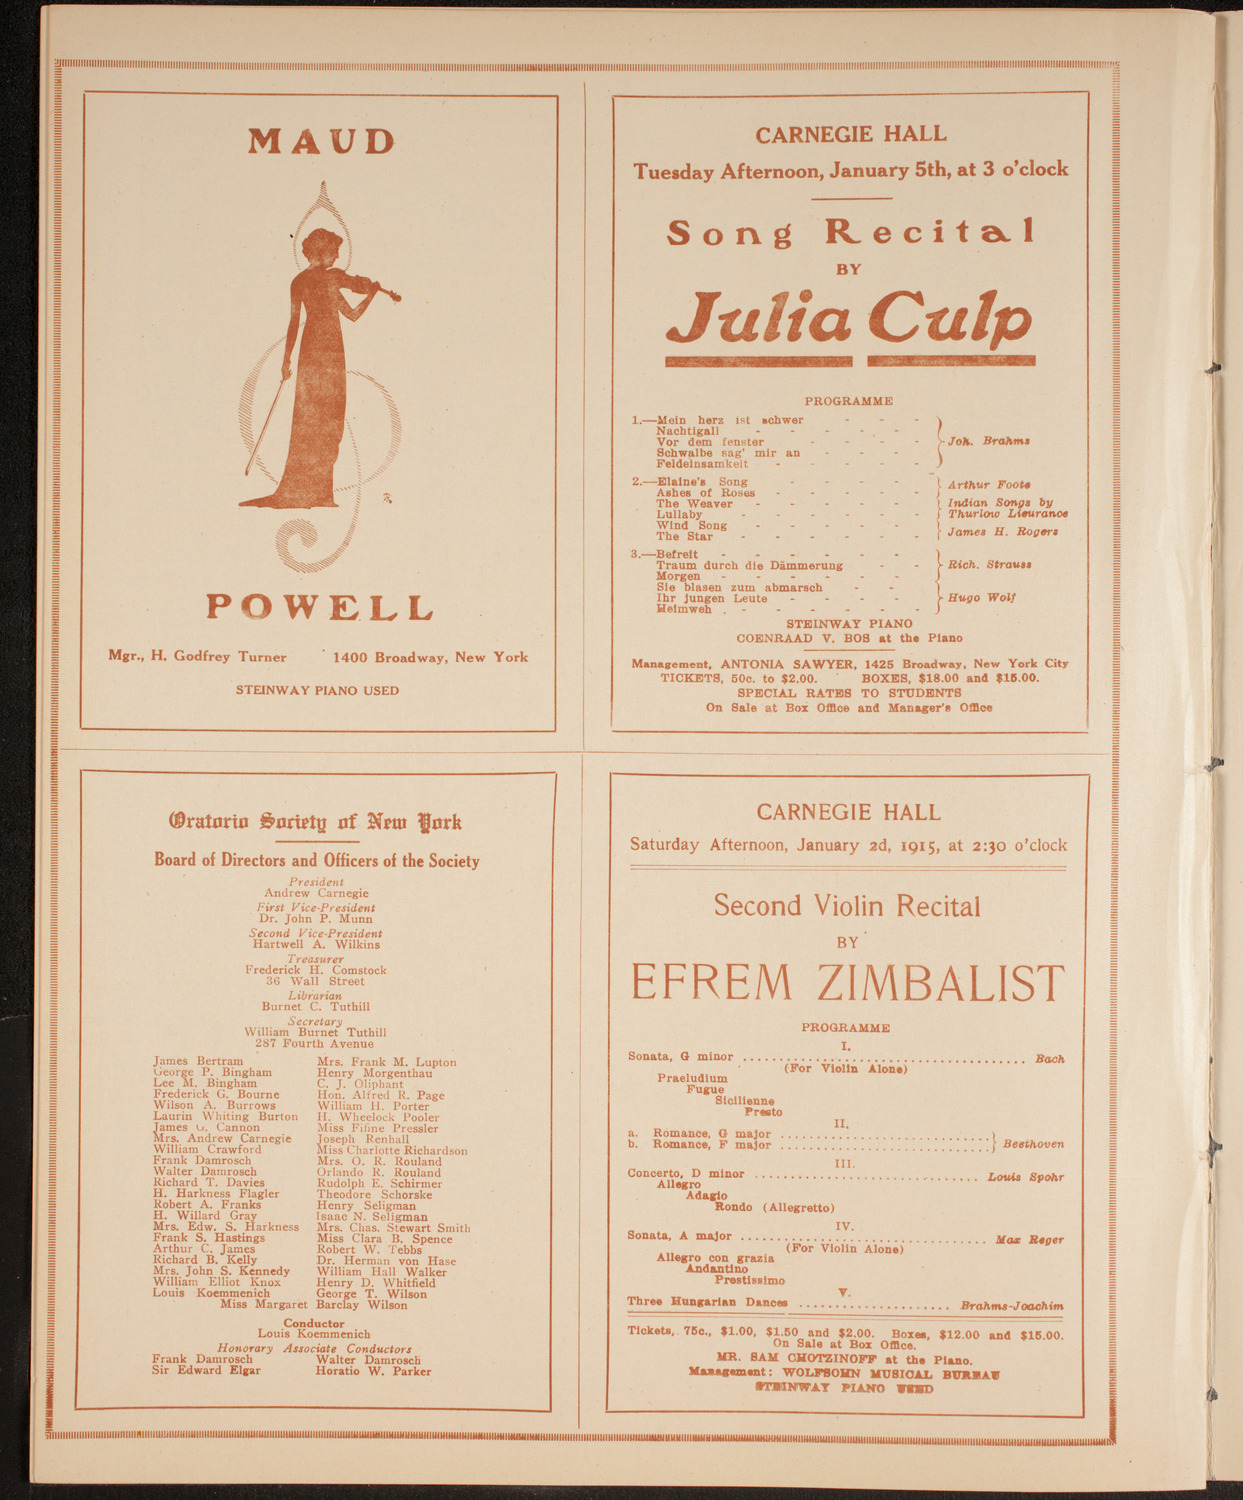 MAUD
POWELL
Mgr., H. Godfrey Turner 1400 Broadway, New York
STEINWAY PIANO USED
CARNEGIE HALL
Tuesday Afternoon, January 5th, at 3 o'clock
Song Recital
BY
Julia Culp
PROGRAMME
1.—Mein herz ist schwer - - -
Nachtigall - - - - -
Vor dem fenster - - - -
Schwalbe sag' mir an - - - -
Feldeinsamkeit - - - - -
Joh. Brahms
2.—Elaine's Song - - - -
Ashes of Roses - - - - -
Arthur Foote
The Weaver - - - - -
Lullaby - - - - - -
Indian Songs by
Thurlow Lieurance
Wind Song - - - - -
The Star - - - - - -
James H. Rogers
3.—Befreit - - - - - -
Traum durch die Dämmerung - -
Morgen - - - - - -
Rich. Strauss
Sie blasen zum abmarsch - -
Ihr jungen Leute - - - -
Heimweh - - - - - -
Hugo Wolf
STEINWAY PIANO
COENRAAD V. BOS at the Piano
Management, ANTONIA SAWYER, 1425 Broadway, New York City
TICKETS, 50c. to $2.00. BOXES, $18.00 and $15.00.
SPECIAL RATES TO STUDENTS
On Sale at Box Office and Manager's Office
Oratorio Society of New York
Board of Directors and Officers of the Society
President
Andrew Carnegie
First Vice-President
Dr. John P. Munn
Second Vice-President
Hartwell A. Wilkins
Treasurer
Frederick H. Comstock
36 Wall Street
Librarian
Burnet C. Tuthill
Secretary
William Burnet Tuthill
287 Fourth Avenue
James Bertram Mrs. Frank M. Lupton
George P. Bingham Henry Morgenthau
Lee M. Bingham C. J. Oliphant
Frederick G. Bourne Hon. Alfred R. Page
Wilson A. Burrows William H. Porter
Laurin Whiting Burton H. Wheelock Pooler
James G. Cannon Miss Fifine Pressler
Mrs. Andrew Carnegie Joseph Renhall
William Crawford Miss Charlotte Richardson
Frank Damrosch Mrs. O. R. Rouland
Walter Damrosch Orlando R. Rouland
Richard T. Davies Rudolph E. Schirmer
H. Harkness Flagler Theodore Schorske
Robert A. Franks Henry Seligman
H. Willard Gray Isaac N. Seligman
Mrs. Edw. S. Harkness Mrs. Chas. Stewart Smith
Frank S. Hastings Miss Clara B. Spence
Arthur C. James Robert W. Tebbs
Richard B. Kelly Dr. Herman von Hase
Mrs. John S. Kennedy William Hall Walker
William Elliot Knox Henry D. Whitfield
Louis Koemmenich George T. Wilson
Miss Margaret Barclay Wilson
Conductor
Louis Koemmenich
Honorary Associate Conductors
Frank Damrosch Walter Damrosch
Sir Edward Elgar Horatio W. Parker
CARNEGIE HALL
Saturday Afternoon, January 2d, 1915, at 2:30 o'clock
Second Violin Recital
BY
EFREM ZIMBALIST
PROGRAMME
I.
Sonata, G minor ........ Bach
(For Violin Alone)
Praeludium
Fugue
Sicilienne
Presto
II.
a. Romance, G major ........
b. Romance, F major ........ Beethoven
III.
Concerto, D minor ........ Louis Spohr
Allegro
Adagio
Rondo (Allegretto)
IV.
Sonata, A major ........ Max Reger
(For Violin Alone)
Allegro con grazia
Andantino
Prestissimo
V.
Three Hungarian Dances ........ Brahms-Joachim
Tickets, 75c., $1.00, $1.50 and $2.00. Boxes, $12.00 and $15.00.
On Sale at Box Office.
MR. SAM CHOTZINOFF at the Piano.
Management: WOLFSOHN MUSICAL BUREAU
STEINWAY PIANO USED